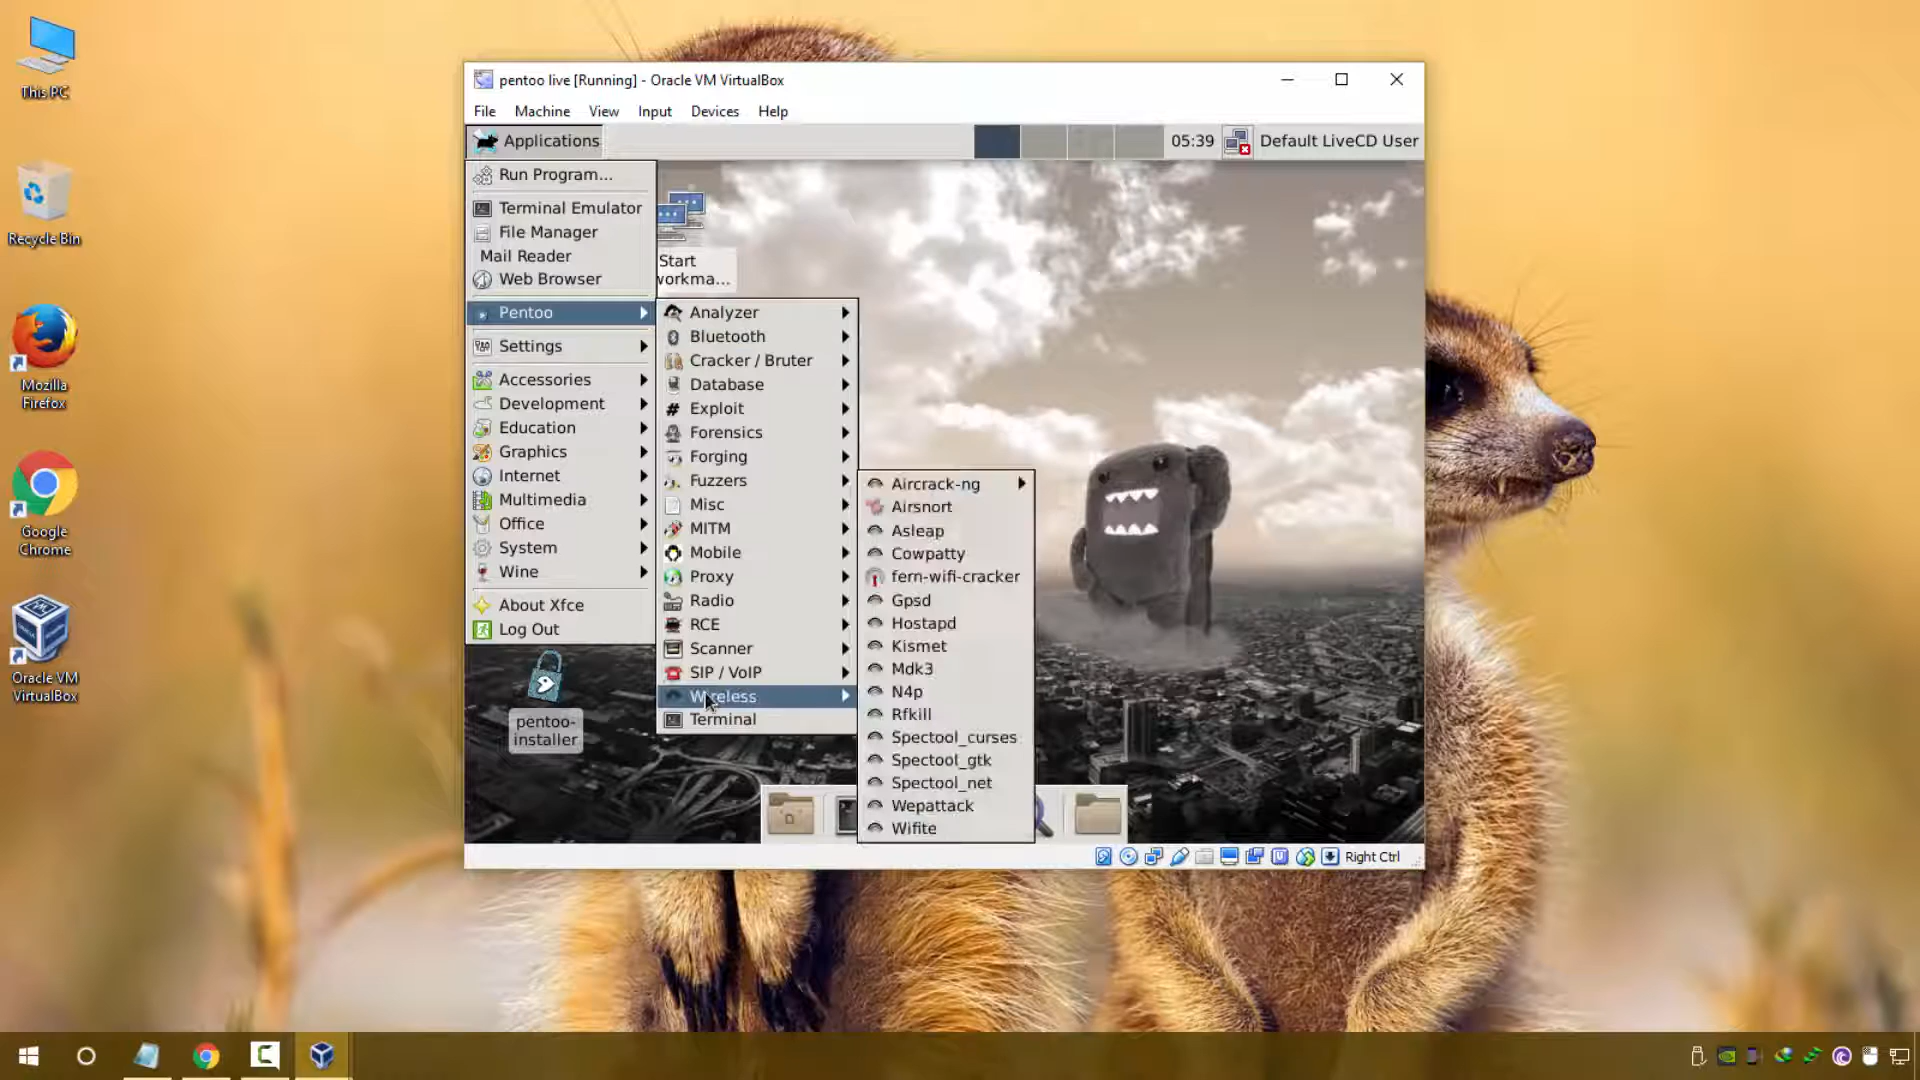 This PC
Recycle Bin
Mozilla
Firefox
Google
Chrome
Oracle VM
VirtualBox
pentoo live [Running] - Oracle VM VirtualBox
File Machine View Input Devices Help
Applications
05:39
Default LiveCD User
Run Program...
Terminal Emulator
File Manager
Mail Reader
Web Browser
Pentoo
Settings
Accessories
Development
Education
Graphics
Internet
Multimedia
Office
System
Wine
About Xfce
Log Out
Start
workma...
pentoo-
installer
Analyzer
Bluetooth
Cracker / Bruter
Database
Exploit
Forensics
Forging
Fuzzers
Misc
MITM
Mobile
Proxy
Radio
RCE
Scanner
SIP / VoIP
Wireless
Terminal
Aircrack-ng
Airsnort
Asleap
Cowpatty
fern-wifi-cracker
Gpsd
Hostapd
Kismet
Mdk3
N4p
Rfkill
Spectool_curses
Spectool_gtk
Spectool_net
Wepattack
Wifite
Right Ctrl